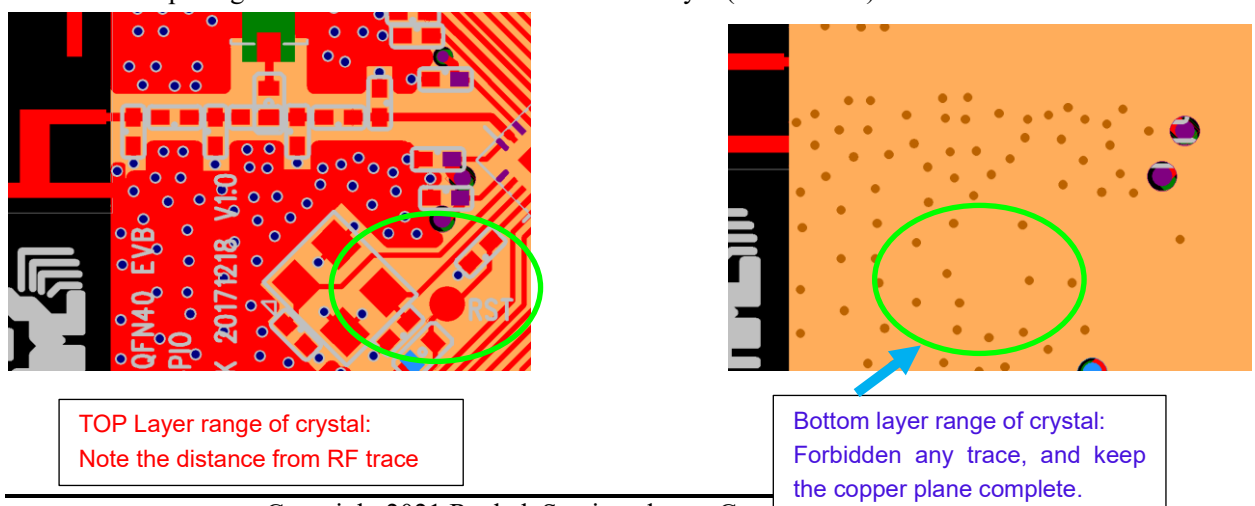 QFN40 EVB
PIO
K 20171218 V1.0
RST
TOP Layer range of crystal:
Note the distance from RF trace
Bottom layer range of crystal:
Forbidden any trace, and keep
the copper plane complete.